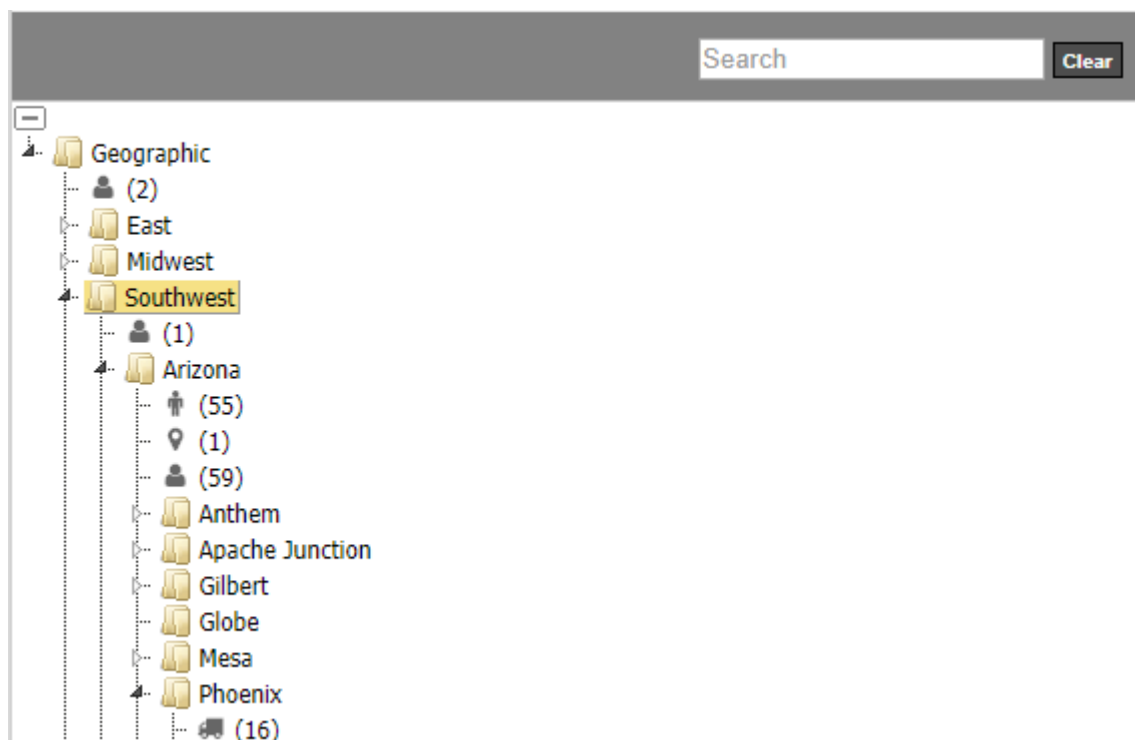 Search Clear
Geographic
(2)
East
Midwest
Southwest
(1)
Arizona
(55)
(1)
(59)
Anthem
Apache Junction
Gilbert
Globe
Mesa
Phoenix
(16)